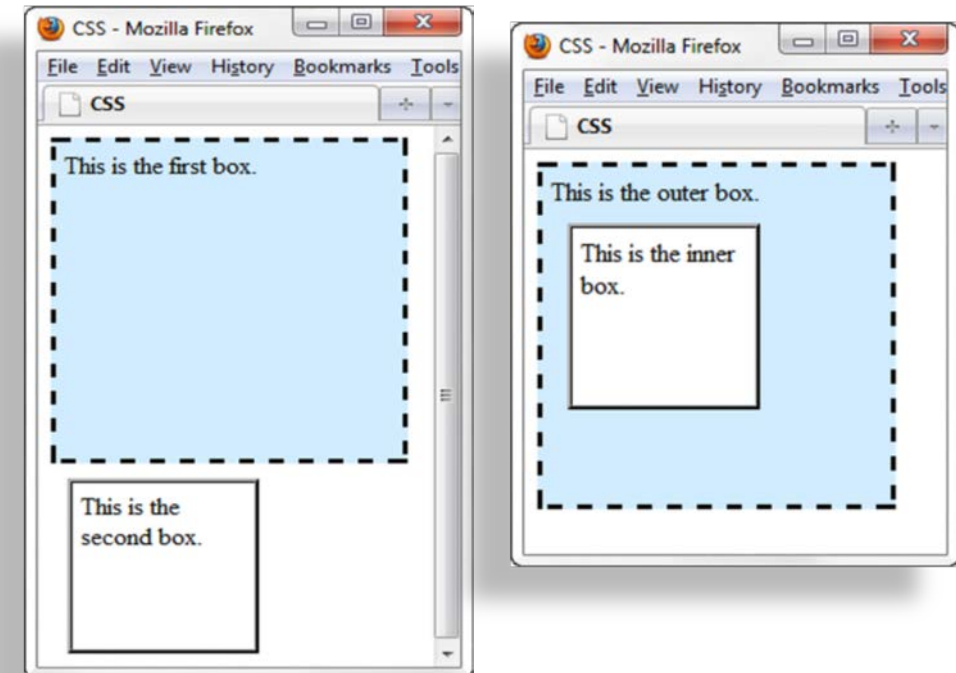 CSS - Mozilla Firefox
File Edit View History Bookmarks Tools
CSS
This is the first box.
This is the
second box.
CSS - Mozilla Firefox
File Edit View History Bookmarks Tools
CSS
This is the outer box.
This is the inner
box.